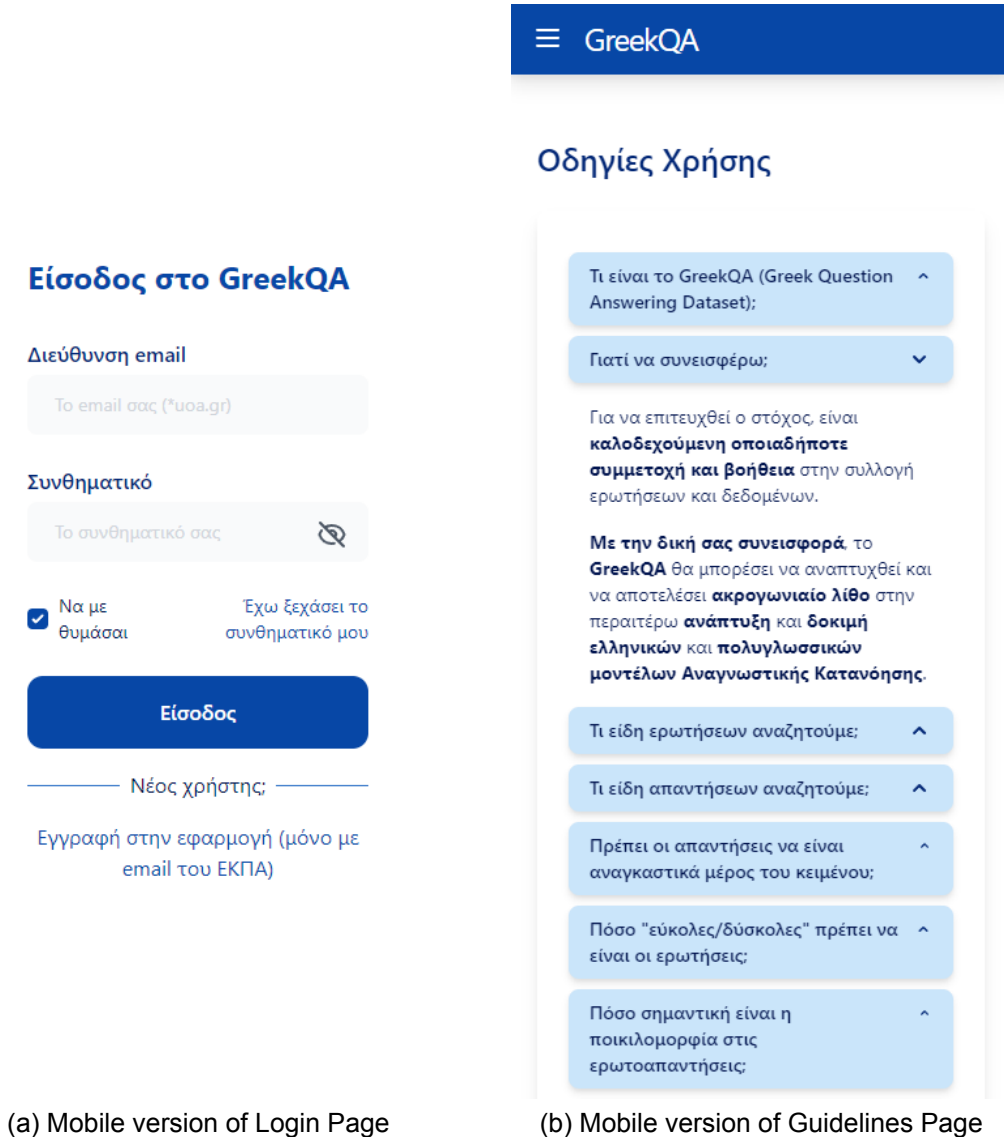 Είσοδος στο GreekQA
Διεύθυνση email
Το email σας (*uoa.gr)
Συνθηματικό
Το συνθηματικό σας
Να με
θυμάσαι
Έχω ξεχάσει το
συνθηματικό μου
Είσοδος
Νέος χρήστης;
Εγγραφή στην εφαρμογή (μόνο με
email του ΕΚΠΑ)
(a) Mobile version of Login Page
GreekQA
Οδηγίες Χρήσης
Τι είναι το GreekQA (Greek Question
Answering Dataset);
Γιατί να συνεισφέρω;
Για να επιτευχθεί ο στόχος, είναι
καλοδεχούμενη οποιαδήποτε
συμμετοχή και βοήθεια στην συλλογή
ερωτήσεων και δεδομένων.
Με την δική σας συνεισφορά, το
GreekQA θα μπορέσει να αναπτυχθεί και
να αποτελέσει ακρογωνιαίο λίθο στην
περαιτέρω ανάπτυξη και δοκιμή
ελληνικών και πολυγλωσσικών
μοντέλων Αναγνωστικής Κατανόησης.
Τι είδη ερωτήσεων αναζητούμε;
Τι είδη απαντήσεων αναζητούμε;
Πρέπει οι απαντήσεις να είναι
αναγκαστικά μέρος του κειμένου;
Πόσο "εύκολες/δύσκολες" πρέπει να
είναι οι ερωτήσεις;
Πόσο σημαντική είναι η
ποικιλομορφία στις
ερωτοαπαντήσεις;
(b) Mobile version of Guidelines Page